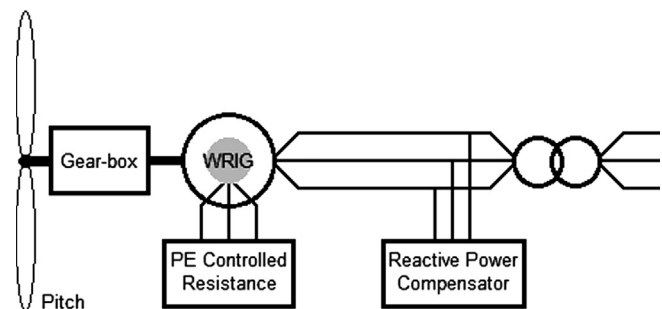 Gear-box
WRIG
PE Controlled
Resistance
Reactive Power
Compensator
Pitch